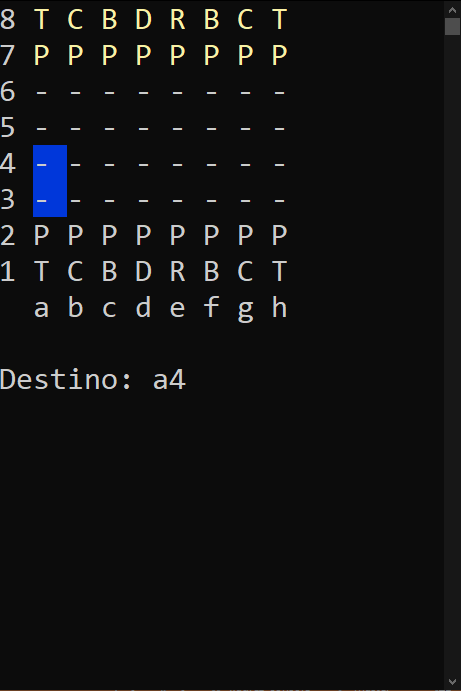 8 T C B D R B C T
7 P P P P P P P P
6 - - - - - - - -
5 - - - - - - - -
4 - - - - - - - -
3 - - - - - - - -
2 P P P P P P P P
1 T C B D R B C T
a b c d e f g h
Destino: a4